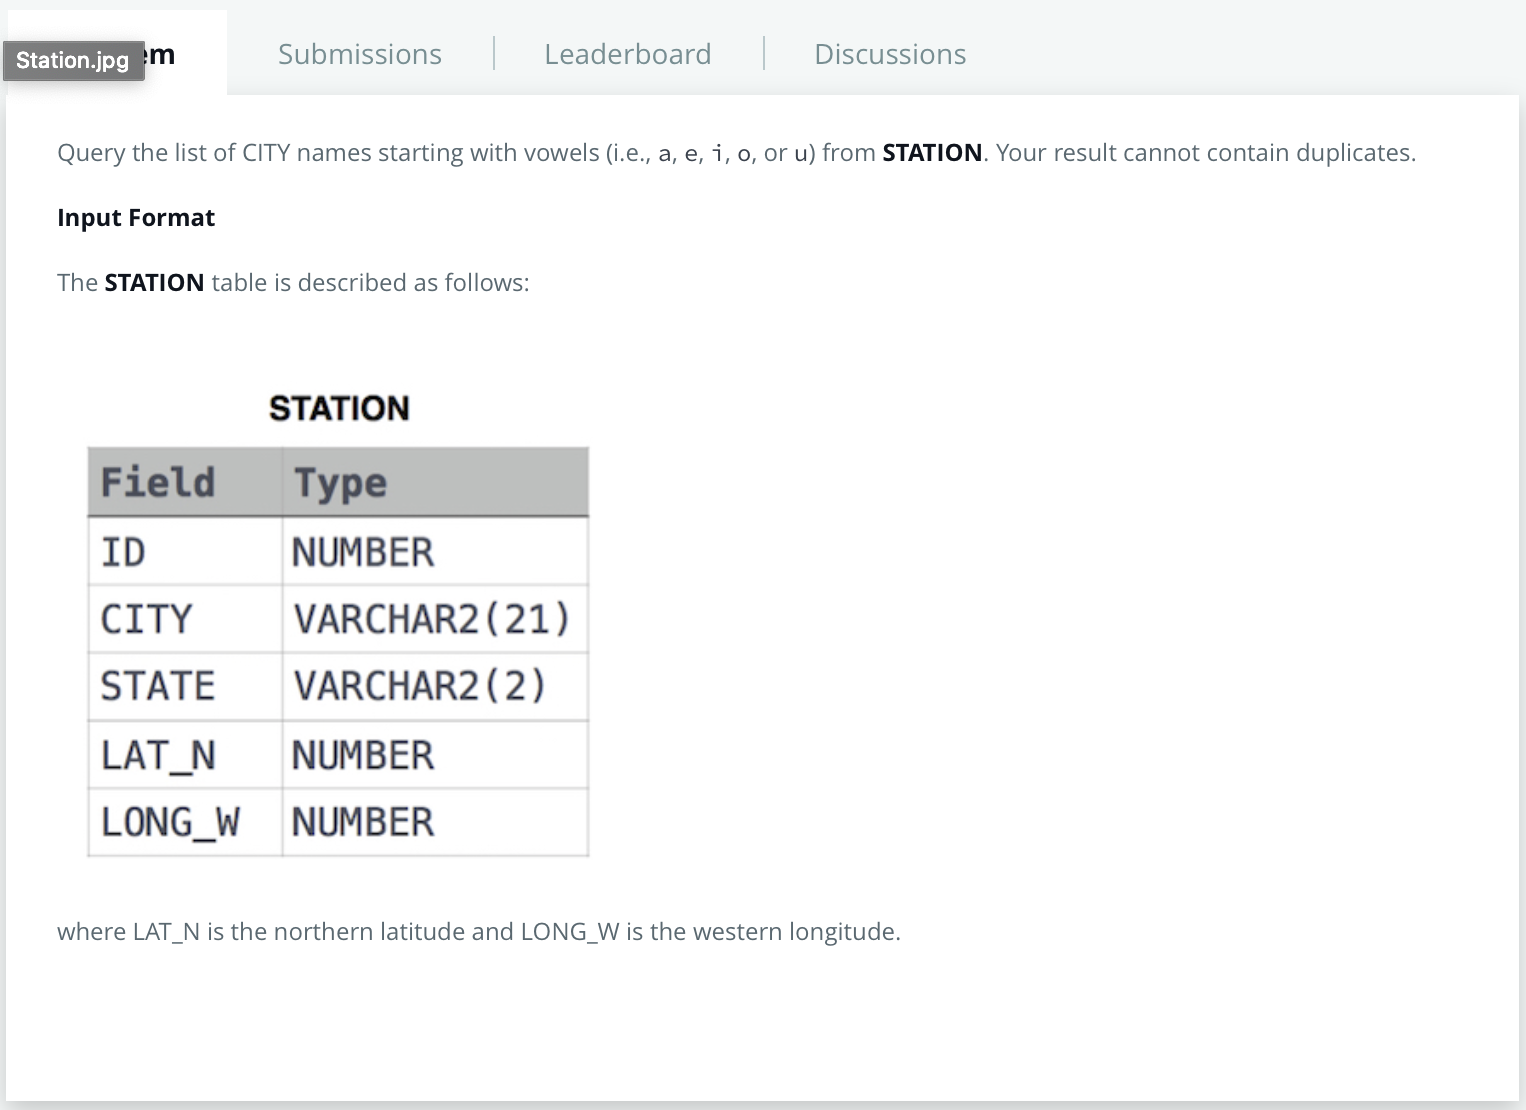 Station.jpg em Submissions Leaderboard Discussions
Query the list of CITY names starting with vowels (i.e., a, e, i, o, or u) from STATION. Your result cannot contain duplicates.
Input Format
The STATION table is described as follows:
STATION
Field Type
ID NUMBER
CITY VARCHAR2(21)
STATE VARCHAR2(2)
LAT_N NUMBER
LONG_W NUMBER
where LAT_N is the northern latitude and LONG_W is the western longitude.